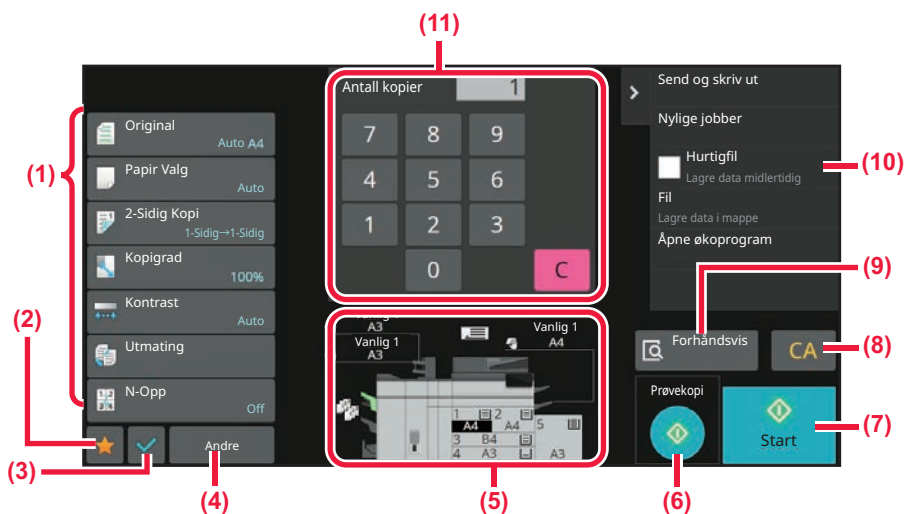 (11)
Antall kopier
1
7
8
9
4
5
6
1
2
3
0
C
(1)
Original
Auto A4
Papir Valg
Auto
2-Sidig Kopi
1-Sidig→1-Sidig
Kopigrad
100%
Kontrast
Auto
Utmating
N-Opp
Off
(2)
(3)
Andre
(4)
Vanlig 1
A3
Vanlig 1
A3
Vanlig 1
A4
1
2
A4
A4
5
3
B4
4
A3
A3
(5)
Send og skriv ut
Nylige jobber
Hurtigfil
Lagre data midlertidig
(10)
Fil
Lagre data i mappe
Åpne økoprogram
(9)
Forhåndsvis
CA
(8)
Prøvekopi
Start
(7)
(6)